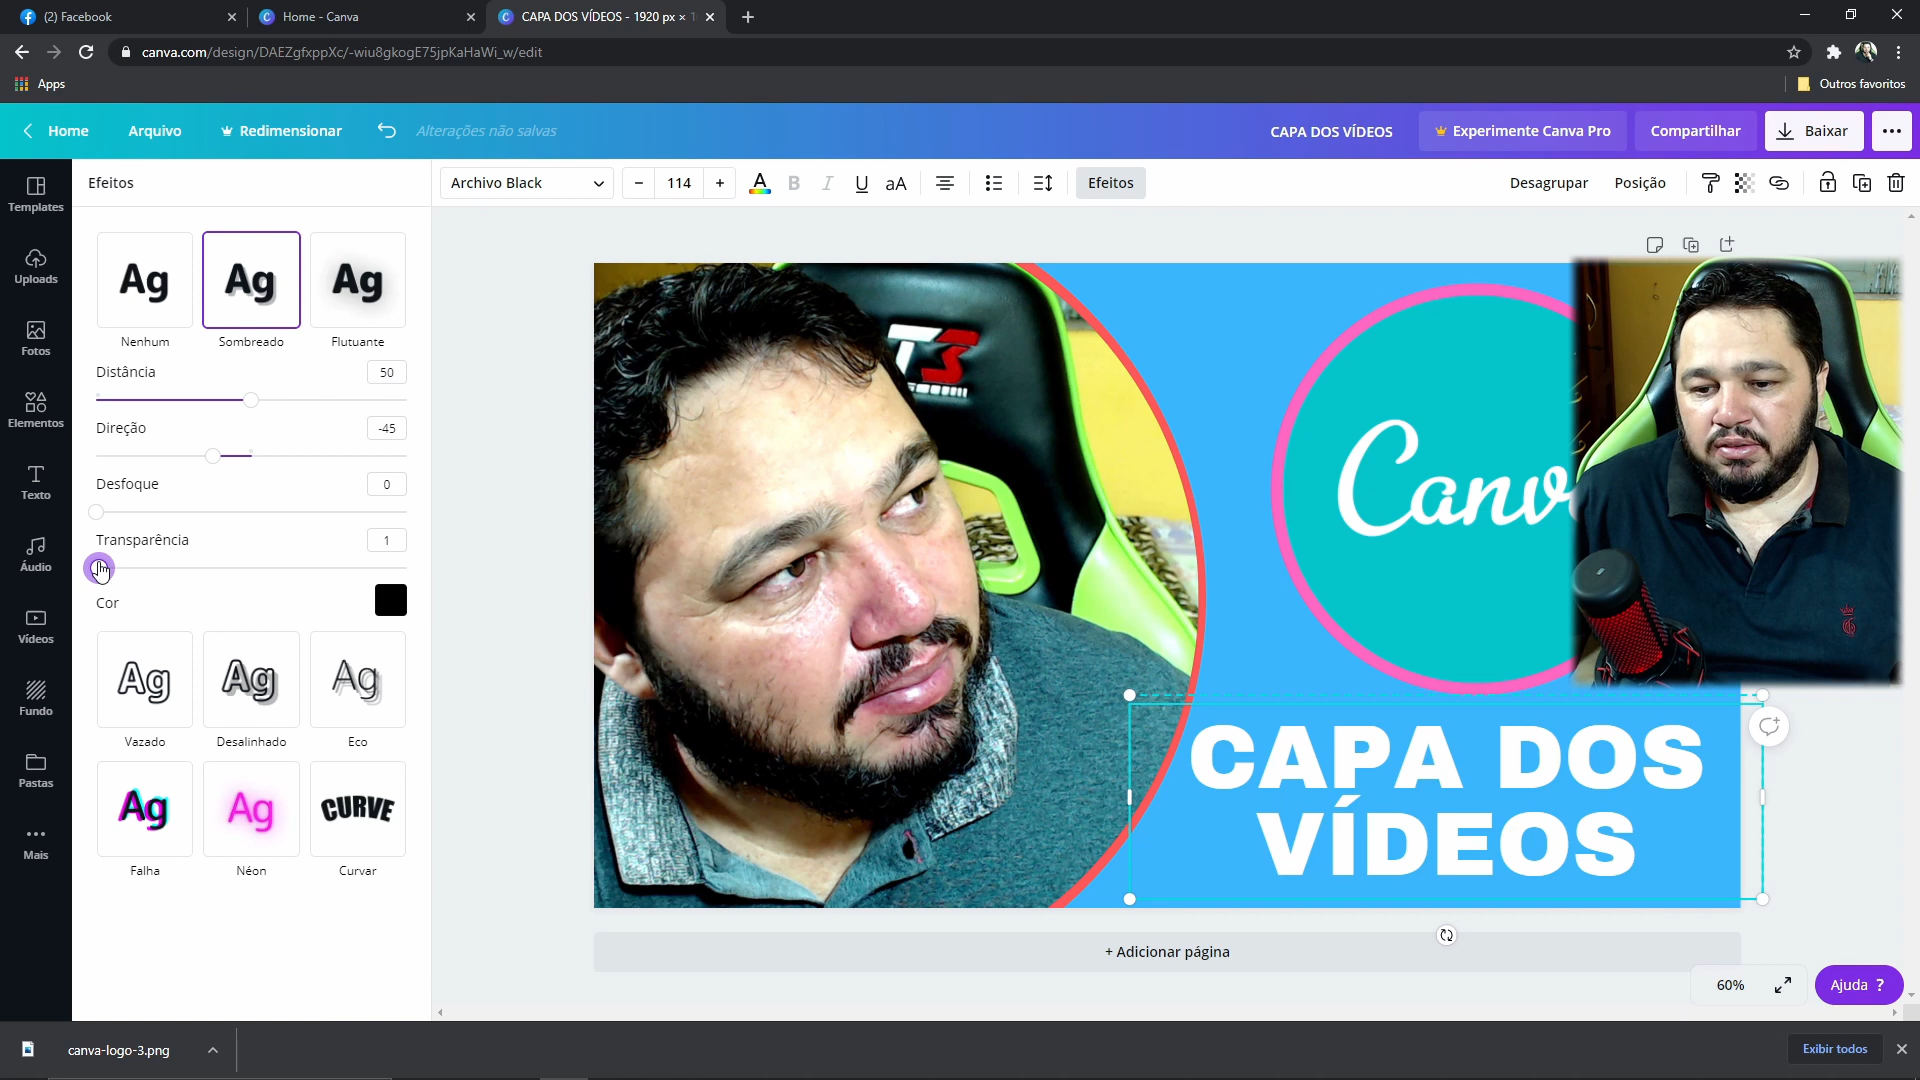 (2) Facebook
Home - Canva
CAPA DOS VÍDEOS - 1920 px × 1
canva.com/design/DAEZgfxppXc/-wiu8gkogE75jpKaHaWi_w/edit
Apps
Outros favoritos
Home
Arquivo
Redimensionar
Alterações não salvas
CAPA DOS VÍDEOS
Experimente Canva Pro
Compartilhar
Baixar
Templates
Uploads
Fotos
Elementos
Texto
Áudio
Vídeos
Fundo
Pastas
Mais
Efeitos
Archivo Black
114
A
B
I
U
aA
Efeitos
Desagrupar
Posição
Ag
Ag
Ag
Nenhum
Sombreado
Flutuante
Distância
50
Direção
-45
Desfoque
0
Transparência
1
Cor
Ag
Ag
Ag
Vazado
Desalinhado
Eco
Ag
Ag
CURVE
Falha
Néon
Curvar
T3
Canv
CAPA DOS
VÍDEOS
+ Adicionar página
60%
Ajuda ?
canva-logo-3.png
Exibir todos